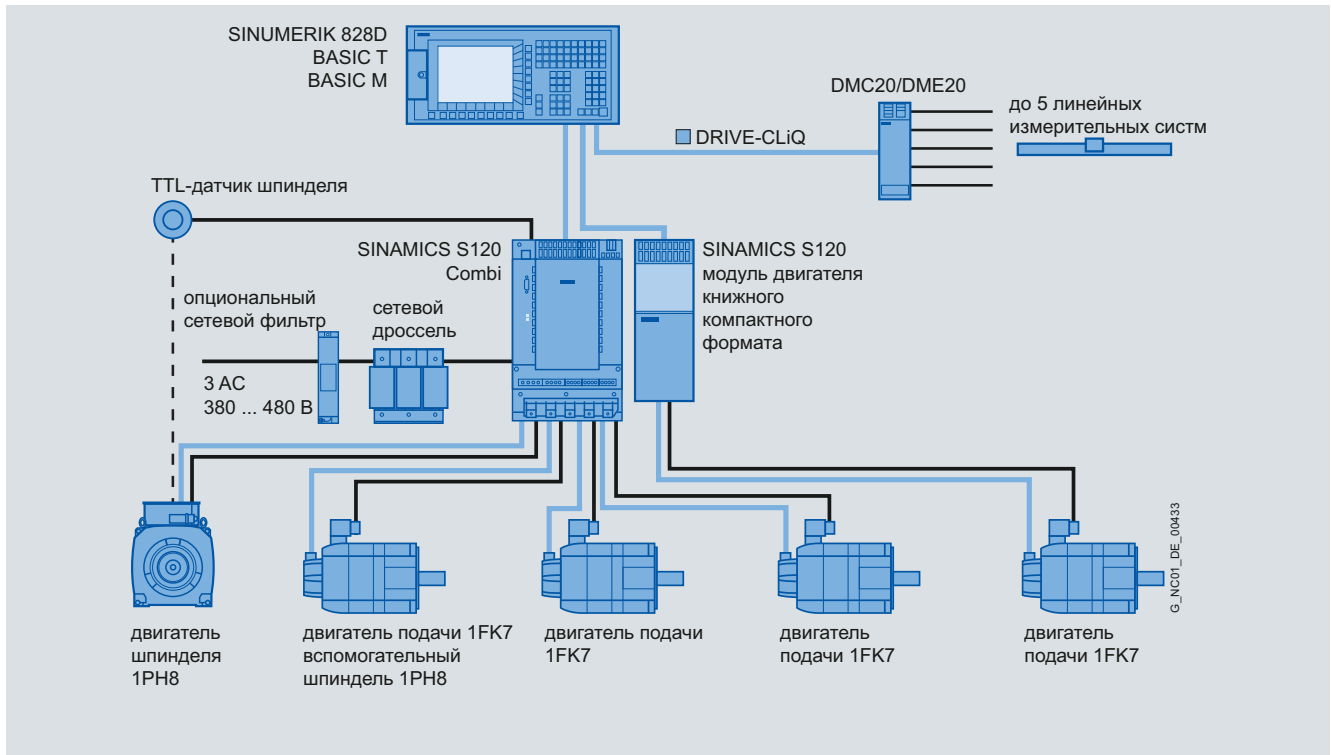 SINUMERIK 828D
BASIC T
BASIC M
DMC20/DME20
до 5 линейных
измерительных систм
DRIVE-CLiQ
TTL-датчик шпинделя
SINAMICS S120
Combi
SINAMICS S120
модуль двигателя
книжного
компактного
формата
опциональный
сетевой фильтр
сетевой
дроссель
3 AC
380 ... 480 В
G_NC01_DE_00433
двигатель
шпинделя
1PH8
двигатель подачи 1FK7
вспомогательный
шпиндель 1PH8
двигатель подачи
1FK7
двигатель
подачи 1FK7
двигатель
подачи 1FK7